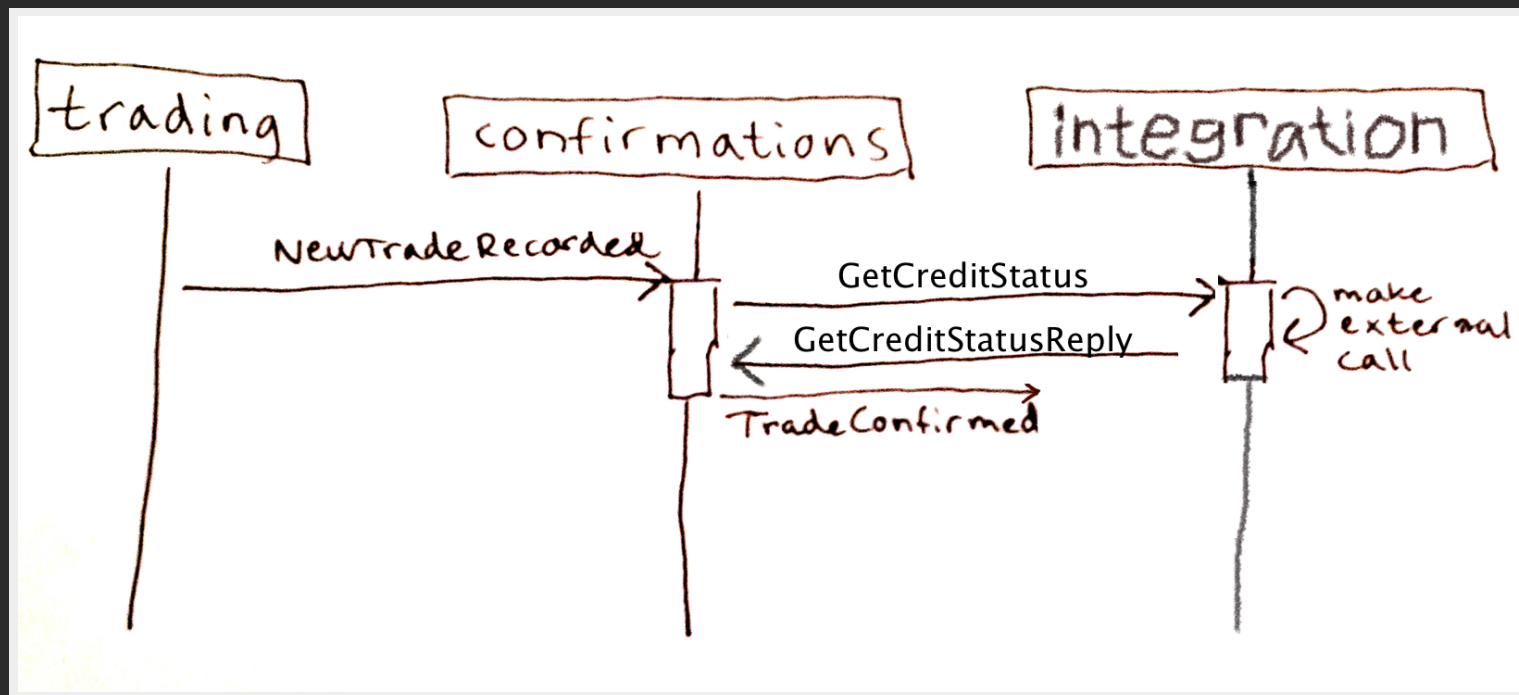 trading
confirmations
integration
NewTradeRecorded
GetCreditStatus
GetCreditStatusReply
TradeConfirmed
make
external
call